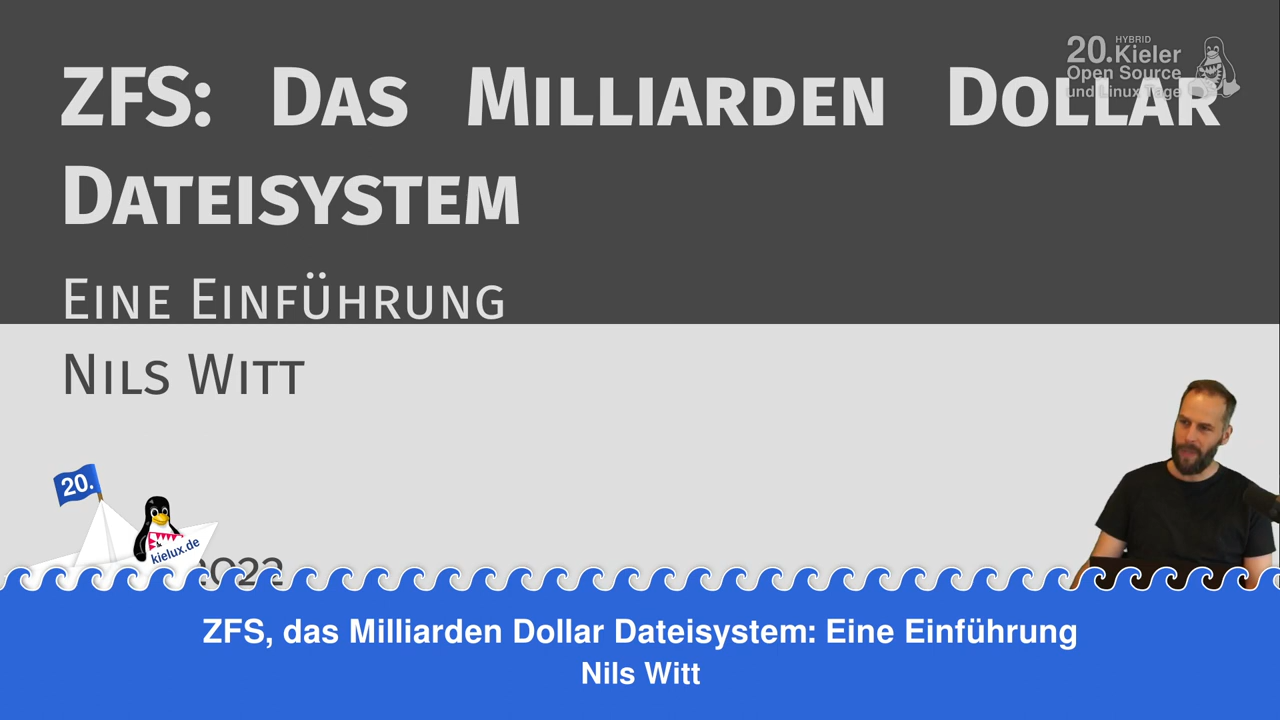 ZFS: Das Milliarden Dollar
Dateisystem
Eine Einführung
Nils Witt
20. HYBRID Kieler
Open Source
und Linux Tage
20.
kielux.de
2022
ZFS, das Milliarden Dollar Dateisystem: Eine Einführung
Nils Witt